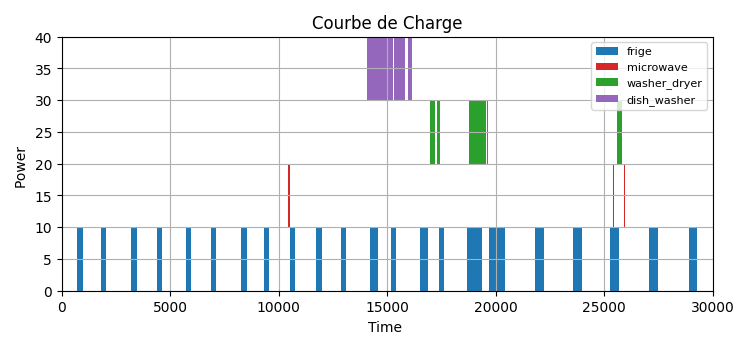 Courbe de Charge
40
35
30
25
20
15
10
5
0
Power
frige
microwave
washer_dryer
dish_washer
0 5000 10000 15000 20000 25000 30000
Time